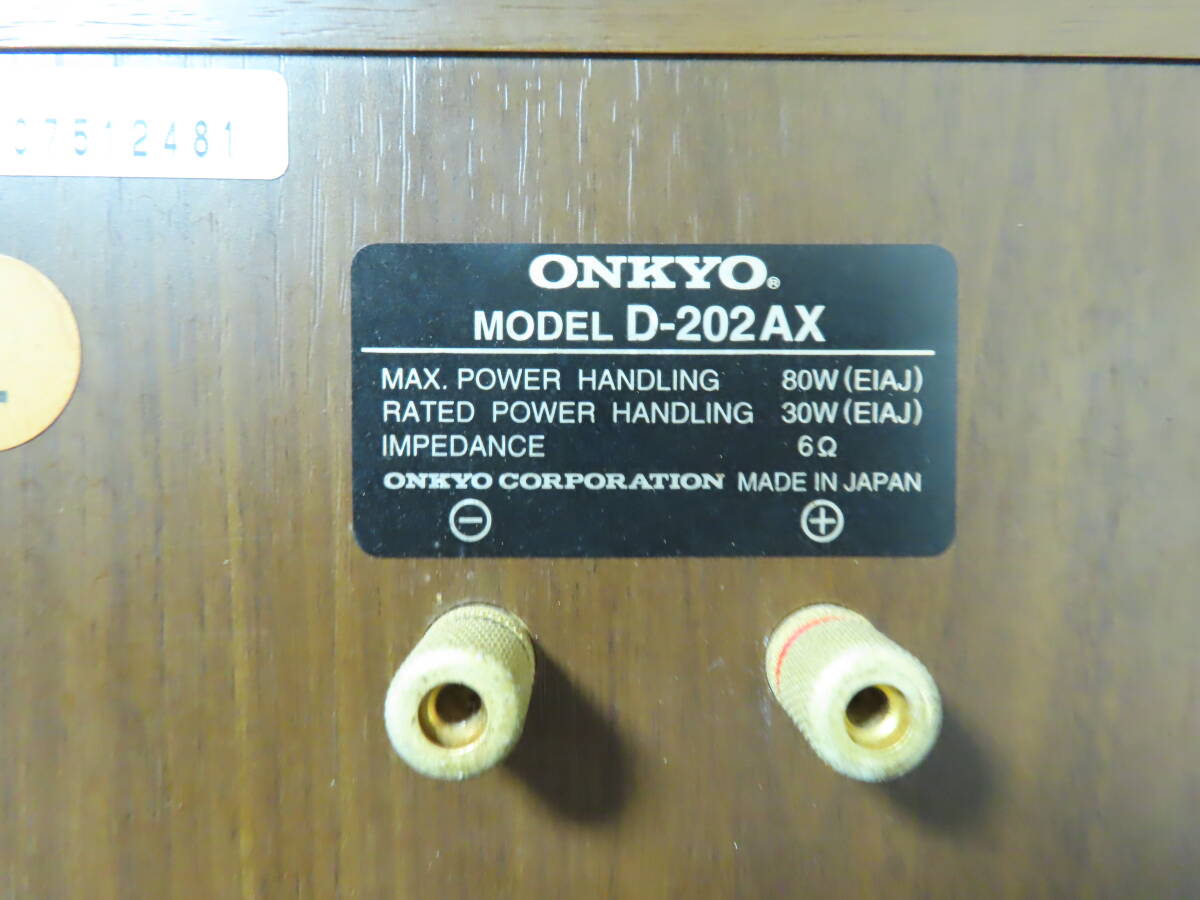 07512481
ONKYO®
MODEL D-202AX
MAX. POWER HANDLING 80W (EIAJ)
RATED POWER HANDLING 30W (EIAJ)
IMPEDANCE 6Ω
ONKYO CORPORATION MADE IN JAPAN
⊖ ⊕